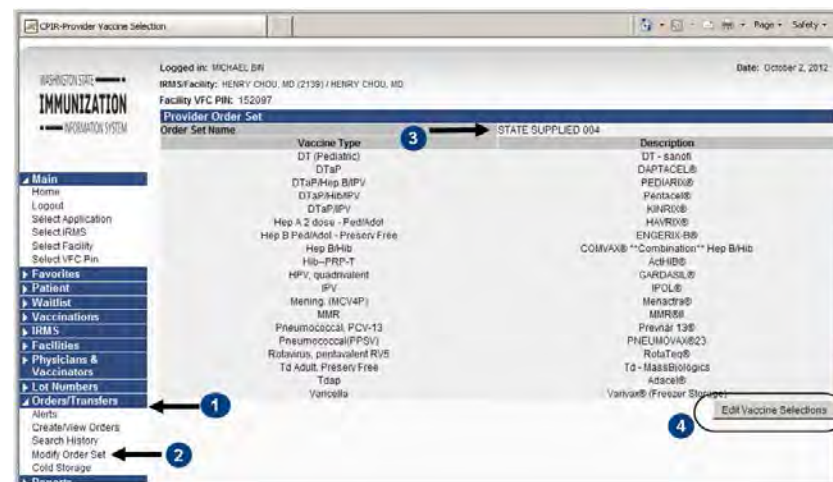 CPIR-Provider Vaccine Selection
Page
Safety
WASHINGTON STATE
IMMUNIZATION
INFORMATION SYSTEM
Logged in: MICHAEL BIN
Date: October 2, 2012
IRMS/Facility: HENRY CHOU, MD (2139) / HENRY CHOU, MD
Facility VFC PIN: 152097
Provider Order Set
Order Set Name
3
STATE SUPPLIED 004
Vaccine Type Description
DT (Pediatric) DT - sanofi
DTaP DAPTACEL®
DTaP/Hep B/IPV PEDIARIX®
DTaP/Hib/IPV Pentacel®
DTaP/IPV KINRIX®
Hep A 2 dose - Ped/Adol HAVRIX®
Hep B Ped/Adol - Preserv Free ENGERIX-B®
Hep B/Hib COMVAX® **Combination** Hep B/Hib
Hib--PRP-T ActHIB®
HPV, quadrivalent GARDASIL®
IPV IPOL®
Mening. (MCV4P) Menactra®
MMR MMR®II
Pneumococcal, PCV-13 Prevnar 13®
Pneumococcal(PPSV) PNEUMOVAX®23
Rotavirus, pentavalent RV5 RotaTeq®
Td Adult, Preserv Free Td - MassBiologics
Tdap Adacel®
Varicella Varivax® (Freezer Storage)
4
Edit Vaccine Selections
Main
Home
Logout
Select Application
Select IRMS
Select Facility
Select VFC Pin
Favorites
Patient
Waitlist
Vaccinations
IRMS
Facilities
Physicians &
Vaccinators
Lot Numbers
Orders/Transfers
1
Alerts
Create/View Orders
Search History
Modify Order Set
2
Cold Storage
Reports